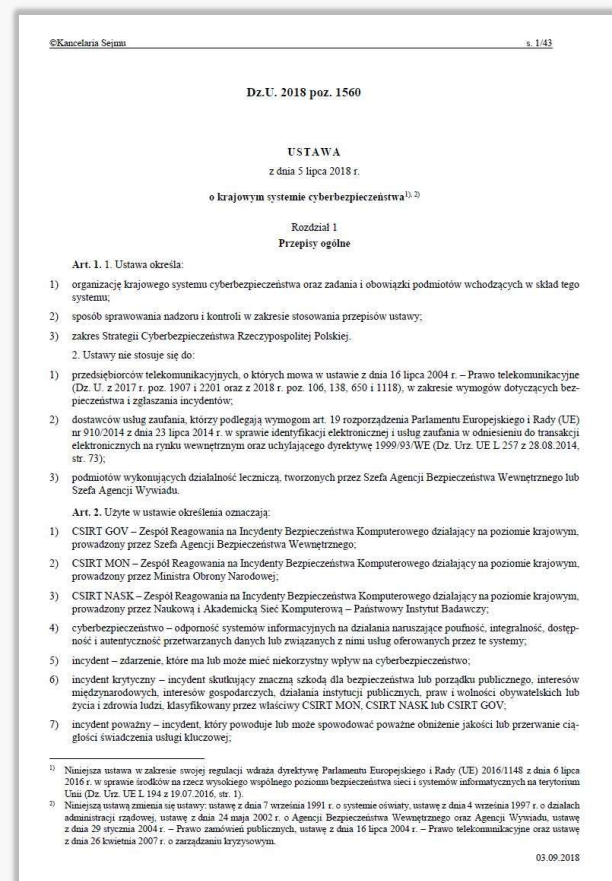 ©Kancelaria Sejmu s. 1/43
Dz.U. 2018 poz. 1560
USTAWA
z dnia 5 lipca 2018 r.
o krajowym systemie cyberbezpieczeństwa1), 2)
Rozdział 1
Przepisy ogólne
Art. 1. 1. Ustawa określa:
1) organizację krajowego systemu cyberbezpieczeństwa oraz zadania i obowiązki podmiotów wchodzących w skład tego
systemu;
2) sposób sprawowania nadzoru i kontroli w zakresie stosowania przepisów ustawy;
3) zakres Strategii Cyberbezpieczeństwa Rzeczypospolitej Polskiej.
2. Ustawy nie stosuje się do:
1) przedsiębiorców telekomunikacyjnych, o których mowa w ustawie z dnia 16 lipca 2004 r. – Prawo telekomunikacyjne
(Dz. U. z 2017 r. poz. 1907 i 2201 oraz z 2018 r. poz. 106, 138, 650 i 1118), w zakresie wymogów dotyczących bez-
pieczeństwa i zgłaszania incydentów;
2) dostawców usług zaufania, którzy podlegają wymogom art. 19 rozporządzenia Parlamentu Europejskiego i Rady (UE)
nr 910/2014 z dnia 23 lipca 2014 r. w sprawie identyfikacji elektronicznej i usług zaufania w odniesieniu do transakcji
elektronicznych na rynku wewnętrznym oraz uchylającego dyrektywę 1999/93/WE (Dz. Urz. UE L 257 z 28.08.2014,
str. 73);
3) podmiotów wykonujących działalność leczniczą, tworzonych przez Szefa Agencji Bezpieczeństwa Wewnętrznego lub
Szefa Agencji Wywiadu.
Art. 2. Użyte w ustawie określenia oznaczają:
1) CSIRT GOV – Zespół Reagowania na Incydenty Bezpieczeństwa Komputerowego działający na poziomie krajowym,
prowadzony przez Szefa Agencji Bezpieczeństwa Wewnętrznego;
2) CSIRT MON – Zespół Reagowania na Incydenty Bezpieczeństwa Komputerowego działający na poziomie krajowym,
prowadzony przez Ministra Obrony Narodowej;
3) CSIRT NASK – Zespół Reagowania na Incydenty Bezpieczeństwa Komputerowego działający na poziomie krajowym,
prowadzony przez Naukową i Akademicką Sieć Komputerową – Państwowy Instytut Badawczy;
4) cyberbezpieczeństwo – odporność systemów informacyjnych na działania naruszające poufność, integralność, dostęp-
ność i autentyczność przetwarzanych danych lub związanych z nimi usług oferowanych przez te systemy;
5) incydent – zdarzenie, które ma lub może mieć niekorzystny wpływ na cyberbezpieczeństwo;
6) incydent krytyczny – incydent skutkujący znaczną szkodą dla bezpieczeństwa lub porządku publicznego, interesów
międzynarodowych, interesów gospodarczych, działania instytucji publicznych, praw i wolności obywatelskich lub
życia i zdrowia ludzi, klasyfikowany przez właściwy CSIRT MON, CSIRT NASK lub CSIRT GOV;
7) incydent poważny – incydent, który powoduje lub może spowodować poważne obniżenie jakości lub przerwanie cią-
głości świadczenia usługi kluczowej;
1) Niniejsza ustawa w zakresie swojej regulacji wdraża dyrektywę Parlamentu Europejskiego i Rady (UE) 2016/1148 z dnia 6 lipca
2016 r. w sprawie środków na rzecz wysokiego wspólnego poziomu bezpieczeństwa sieci i systemów informatycznych na terytorium
Unii (Dz. Urz. UE L 194 z 19.07.2016, str. 1).
2) Niniejszą ustawą zmienia się ustawy: ustawę z dnia 7 września 1991 r. o systemie oświaty, ustawę z dnia 4 września 1997 r. o działach
administracji rządowej, ustawę z dnia 24 maja 2002 r. o Agencji Bezpieczeństwa Wewnętrznego oraz Agencji Wywiadu, ustawę
z dnia 29 stycznia 2004 r. – Prawo zamówień publicznych, ustawę z dnia 16 lipca 2004 r. – Prawo telekomunikacyjne oraz ustawę
z dnia 26 kwietnia 2007 r. o zarządzaniu kryzysowym.
03.09.2018